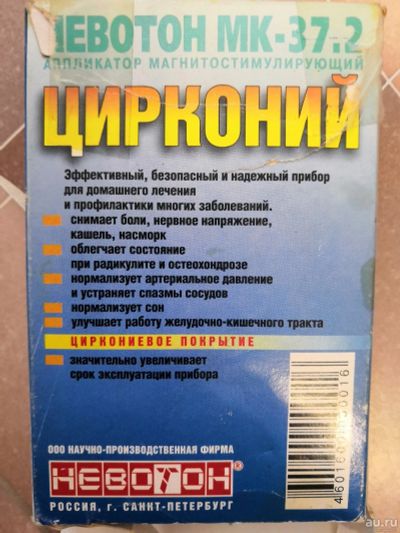 НЕВОТОН МК-37.2
АППЛИКАТОР МАГНИТОСТИМУЛИРУЮЩИЙ
ЦИРКОНИЙ
Эффективный, безопасный и надежный прибор
для домашнего лечения
и профилактики многих заболеваний.
снимает боли, нервное напряжение,
кашель, насморк
облегчает состояние
при радикулите и остеохондрозе
нормализует артериальное давление
и устраняет спазмы сосудов
нормализует сон
улучшает работу желудочно-кишечного тракта
ЦИРКОНИЕВОЕ ПОКРЫТИЕ
значительно увеличивает
срок эксплуатации прибора
ООО НАУЧНО-ПРОИЗВОДСТВЕННАЯ ФИРМА
НЕВОТОН®
РОССИЯ, г. САНКТ-ПЕТЕРБУРГ
au.ru